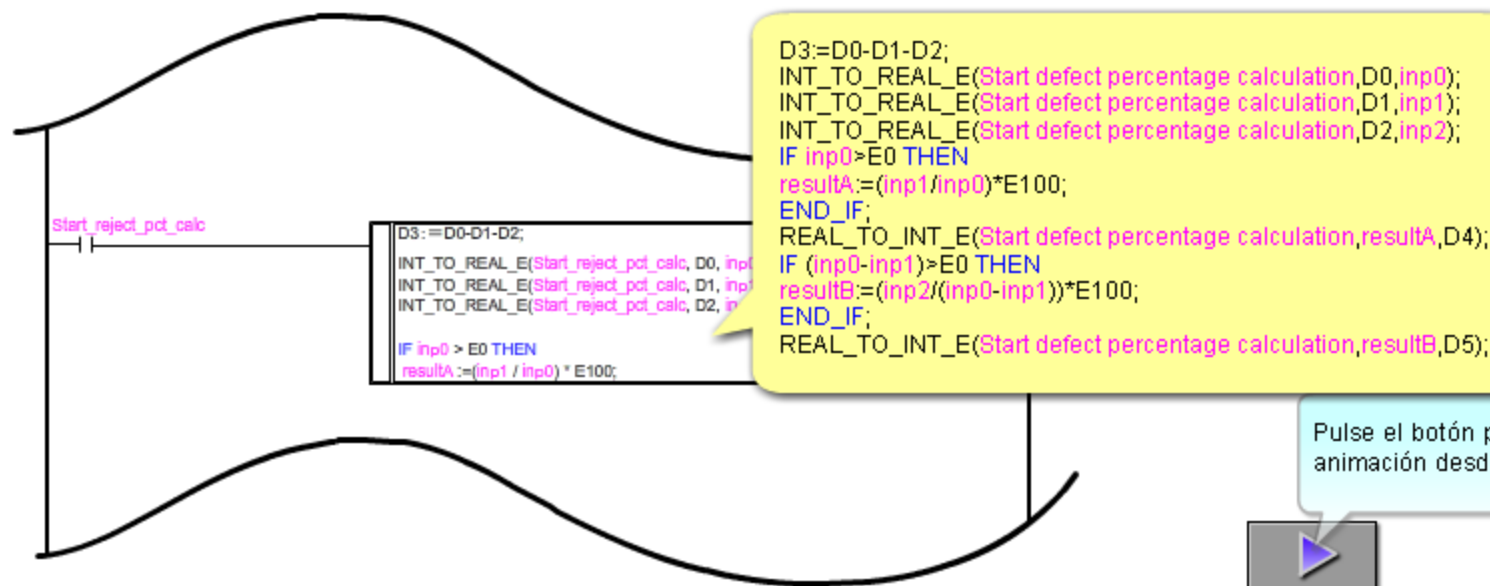 D3:=D0-D1-D2;
INT_TO_REAL_E(Start defect percentage calculation,D0,inp0);
INT_TO_REAL_E(Start defect percentage calculation,D1,inp1);
INT_TO_REAL_E(Start defect percentage calculation,D2,inp2);
IF inp0>E0 THEN
resultA:=(inp1/inp0)*E100;
END_IF;
REAL_TO_INT_E(Start defect percentage calculation,resultA,D4);
IF (inp0-inp1)>E0 THEN
resultB:=(inp2/(inp0-inp1))*E100;
END_IF;
REAL_TO_INT_E(Start defect percentage calculation,resultB,D5);
Start_reject_pct_calc
D3:=D0-D1-D2;
INT_TO_REAL_E(Start_reject_pct_calc, D0,
INT_TO_REAL_E(Start_reject_pct_calc, D1,
INT_TO_REAL_E(Start_reject_pct_calc, D2,
IF inp0 > E0 THEN
resultA :=(inp1 / inp0) * E100;
Pulse el botón
animación